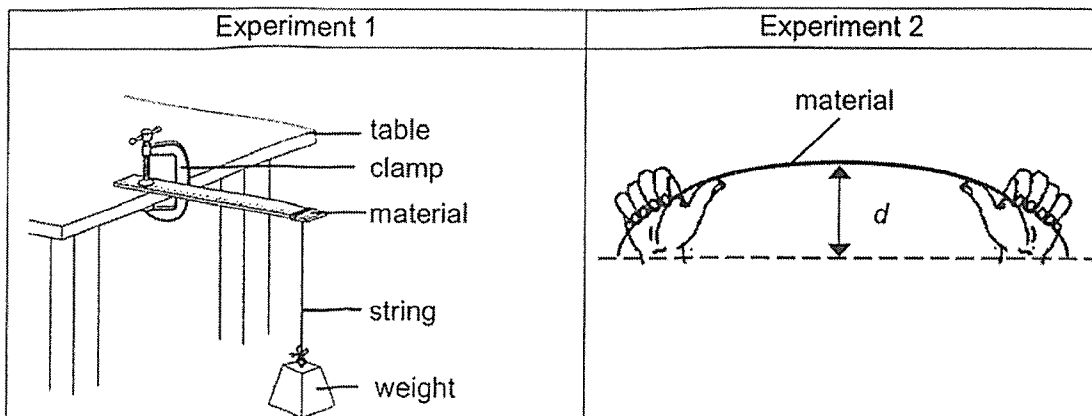 Experiment 1
Experiment 2
table
clamp
material
string
weight
material
d